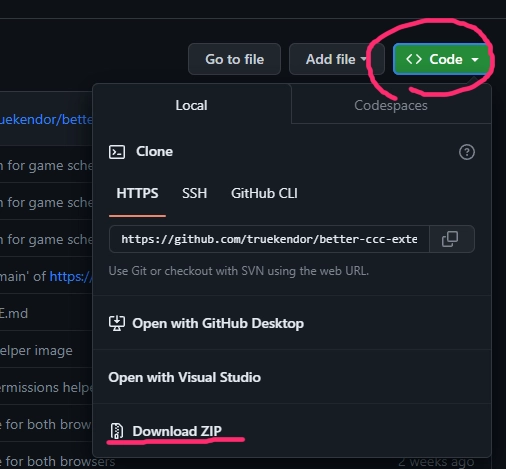 Go to file
Add file
<> Code
Local
Codespaces
uekendor/better
Clone
?
n for game sche
HTTPS SSH GitHub CLI
n for game sche
https://github.com/truekendor/better-ccc-exte
n for game sche
Use Git or checkout with SVN using the web URL.
main' of https://
E.md
Open with GitHub Desktop
elper image
Open with Visual Studio
ermissions helpe
e for both brows
Download ZIP
e for both browsers
2 weeks ago